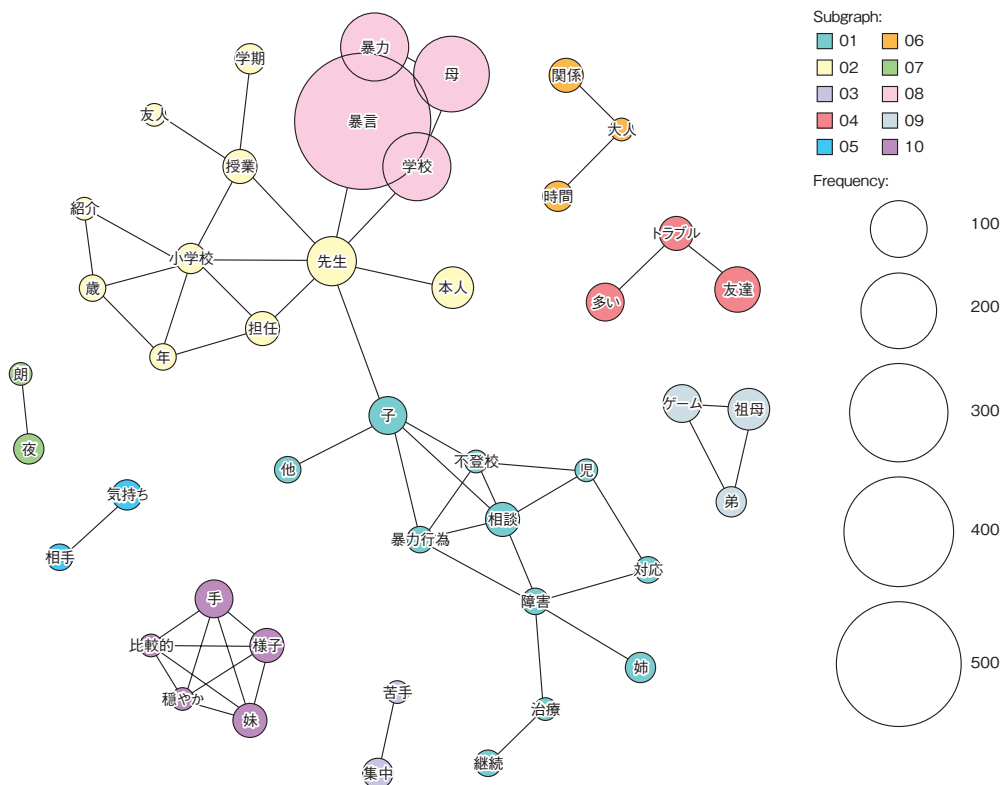 Subgraph:
01
06
02
07
03
08
04
09
05
10
Frequency:
100
200
300
400
500
暴力
学期
母
関係
友人
暴言
大人
授業
学校
時間
紹介
トラブル
小学校
先生
歳
本人
友達
多い
担任
年
朗
ゲーム
祖母
子
夜
不登校
他
児
気持ち
弟
相談
暴力行為
相手
対応
手
障害
比較的
様子
姉
穏やか
苦手
治療
妹
継続
集中